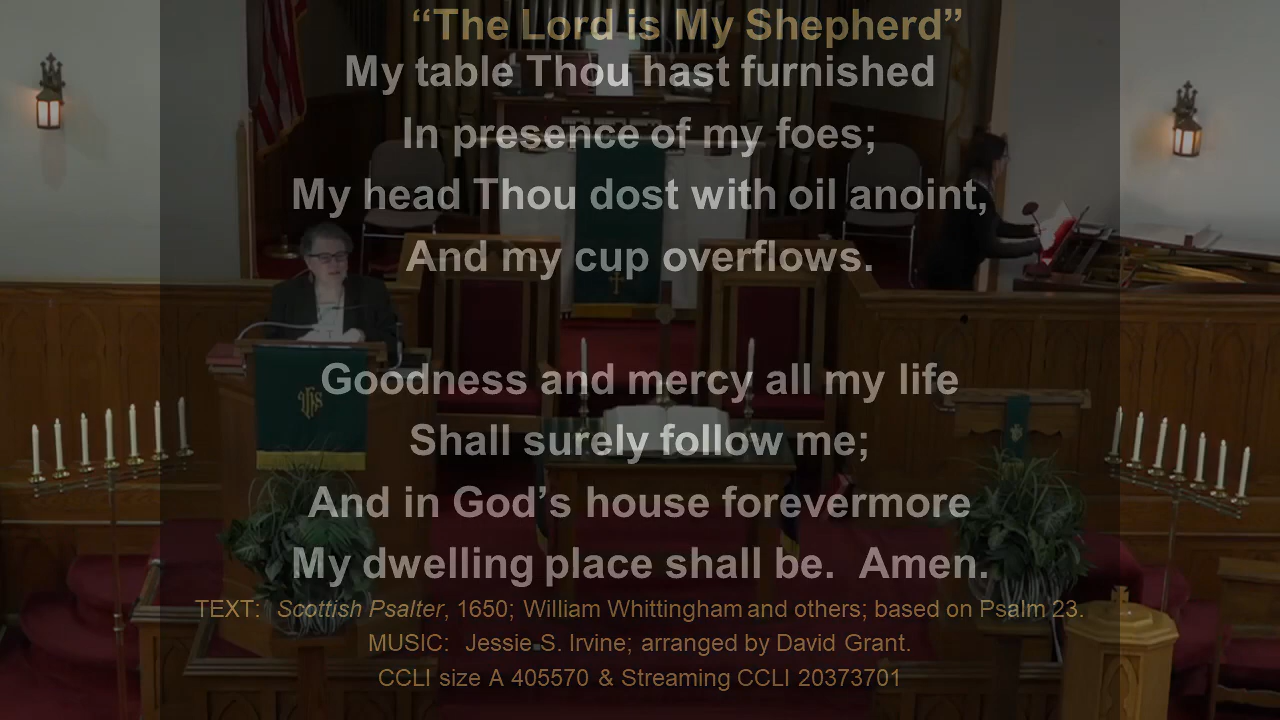 “The Lord is My Shepherd”
My table Thou hast furnished
In presence of my foes;
My head Thou dost with oil anoint,
And my cup overflows.
Goodness and mercy all my life
Shall surely follow me;
And in God’s house forevermore
My dwelling place shall be. Amen.
TEXT: Scottish Psalter, 1650; William Whittingham and others; based on Psalm 23.
MUSIC: Jessie S. Irvine; arranged by David Grant.
CCLI size A 405570 & Streaming CCLI 20373701
IHS